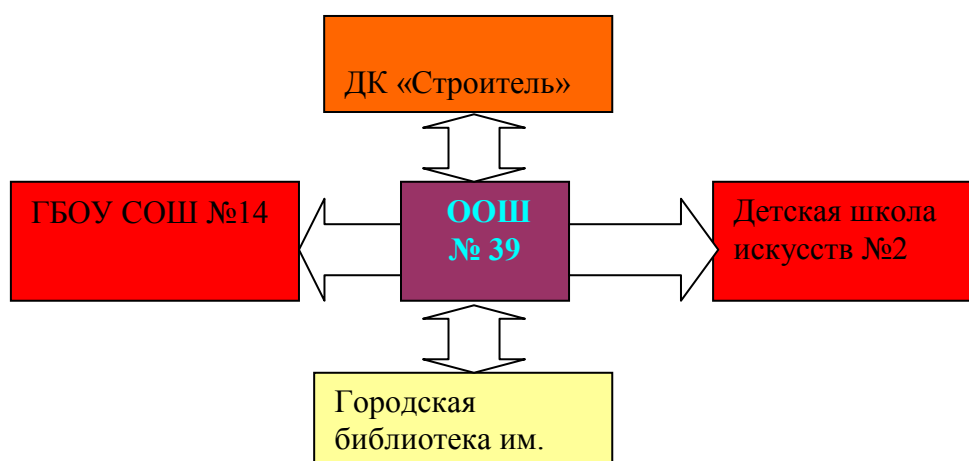 ДК «Строитель»
ГБОУ СОШ №14
ООШ
№ 39
Детская школа
искусств №2
Городская
библиотека им.